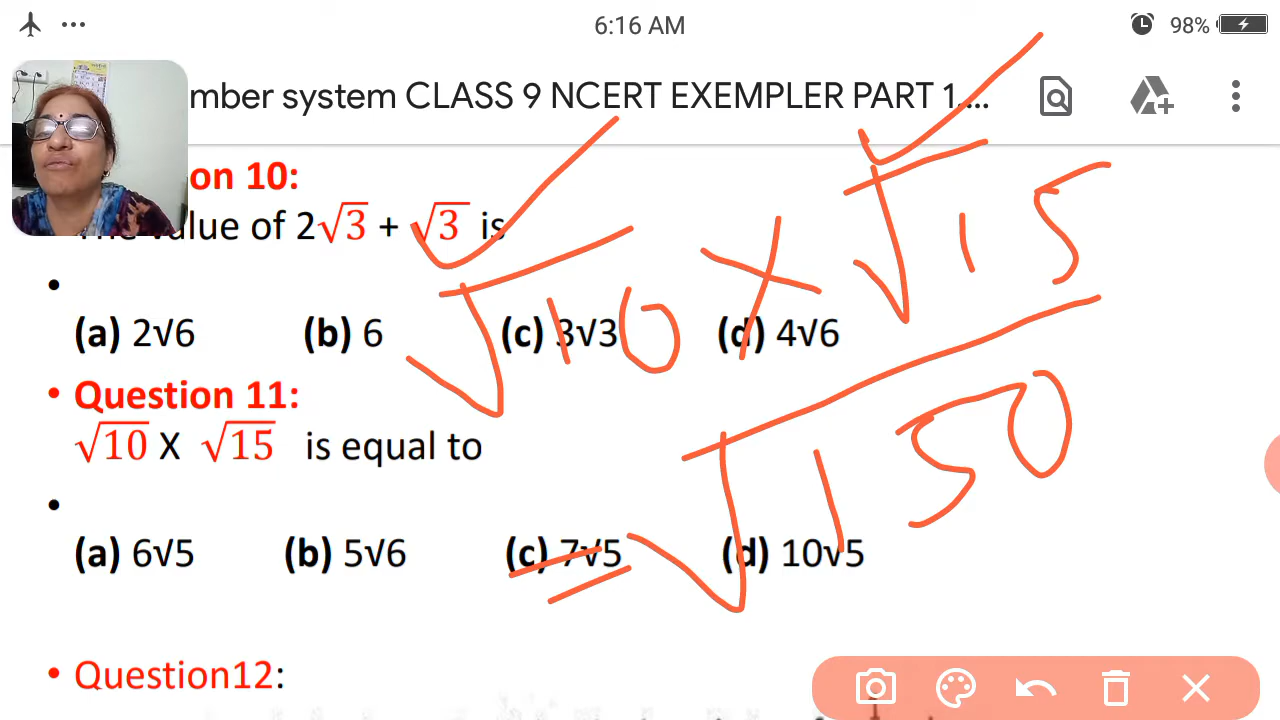 6:16 AM
98%
mber system CLASS 9 NCERT EXEMPLER PART 1....
on 10:
value of 2√3 + √3 is
(a) 2√6 (b) 6 (c) 3√3 (d) 4√6
√10 × √15
Question 11:
√10 X √15 is equal to
√150
(a) 6√5 (b) 5√6 (c) 7√5 (d) 10√5
Question12: